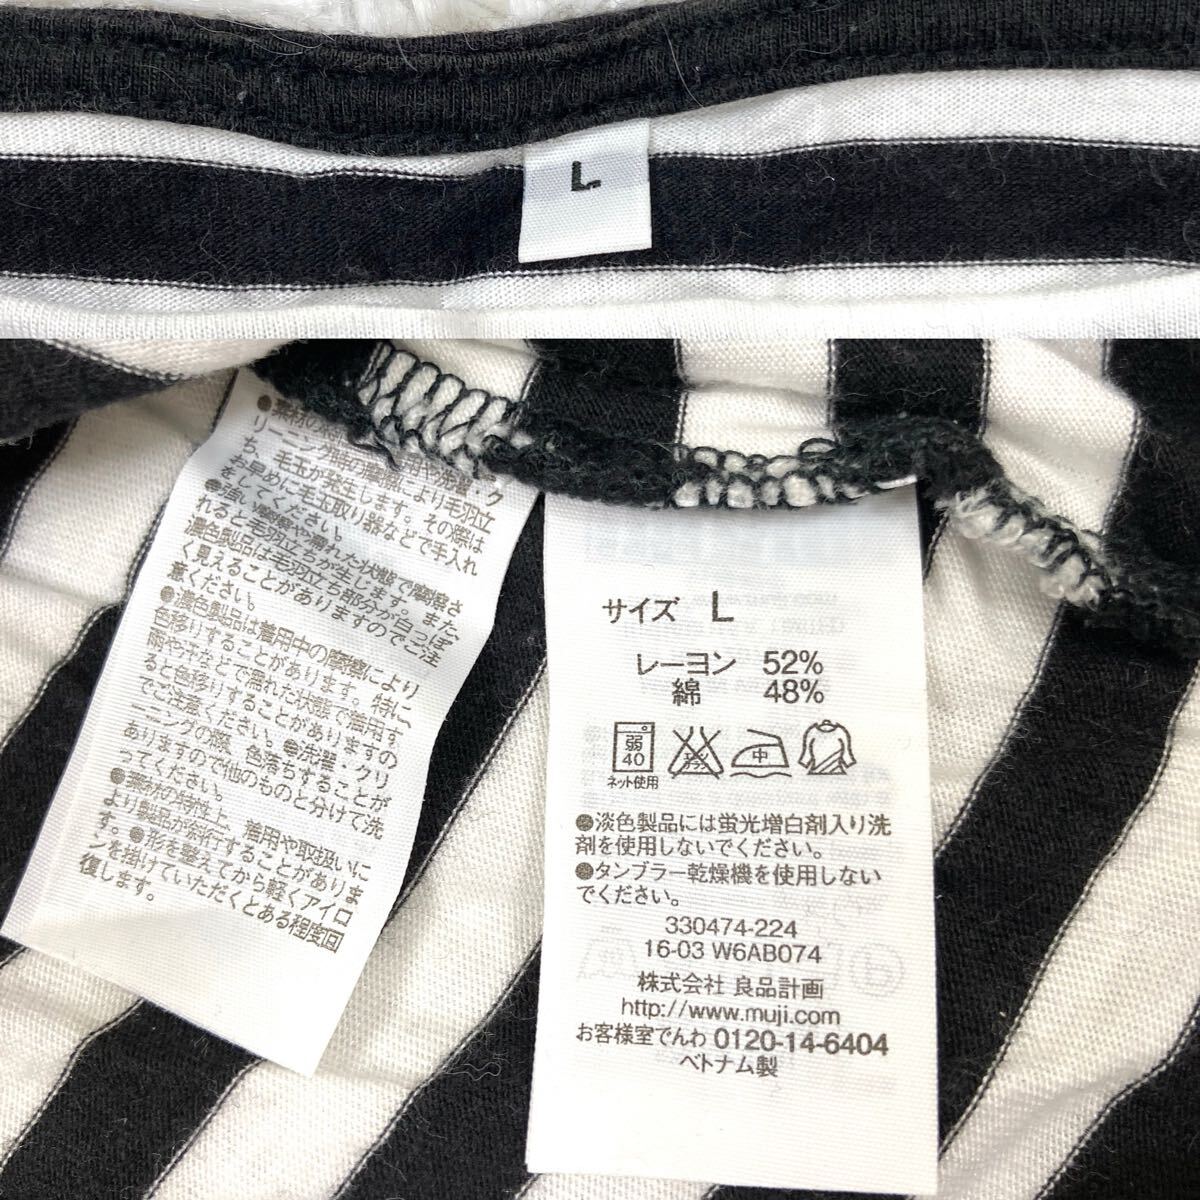 L
●素材の特性上、着用や洗濯・ク
リーニング時の摩擦により毛羽立
ち、毛玉が発生します。その際は
お早めに毛玉取り器などで手入れ
をしてください。
●強い摩擦や濡れた状態で摩擦さ
れると毛羽立ちが生じます。また、
濃色製品は毛羽立ち部分が白っぽ
く見えることがありますのでご注
意ください。
●濃色製品は着用中の摩擦により
色移りすることがあります。特に、
雨や汗などで濡れた状態で着用す
ると色移りすることがありますの
でご注意ください。●洗濯・クリ
ーニングの際、色落ちすることが
ありますので他のものと分けて洗
ってください。
●素材の特性上、着用や取扱いに
より製品が斜行することがありま
す。●形を整えてから軽くアイロ
ンを掛けていただくとある程度回
復します。
サイズ L
レーヨン 52%
綿 48%
弱
40
エンソ
サラシ
中
ネット使用
●淡色製品には蛍光増白剤入り洗
剤を使用しないでください。
●タンブラー乾燥機を使用しない
でください。
330474-224
16-03 W6AB074
株式会社 良品計画
http://www.muji.com
お客様室でんわ 0120-14-6404
ベトナム製